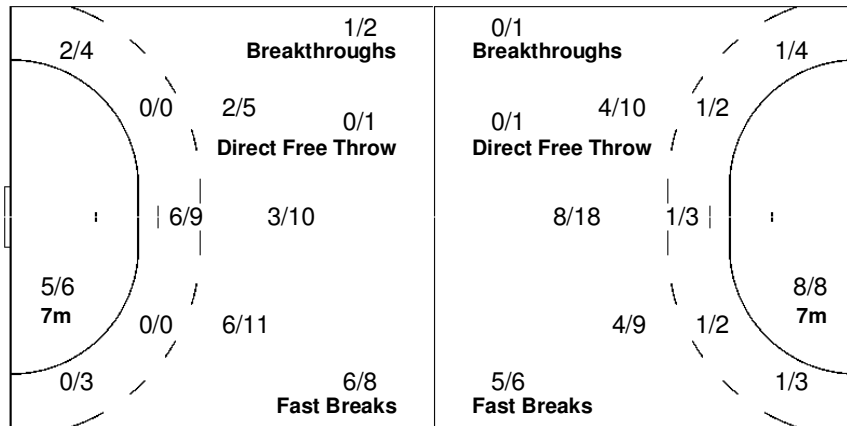 1/2 0/1
2/4 Breakthroughs Breakthroughs 1/4
0/0 2/5 0/1 0/1 4/10 1/2
Direct Free Throw Direct Free Throw
6/9 3/10 8/18 1/3
5/6 8/8
7m 7m
0/0 6/11 4/9 1/2
0/3 6/8 5/6 1/3
Fast Breaks Fast Breaks